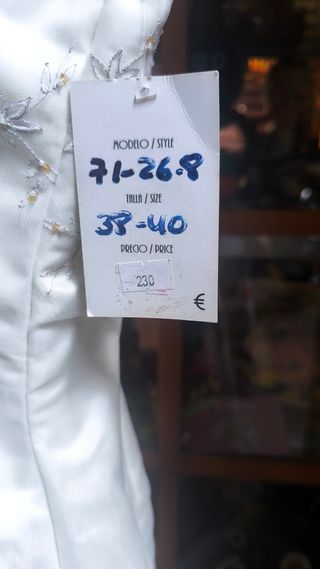 MODELO / STYLE
71-26.8
TALLA / SIZE
38-40
PRECIO / PRICE
230
€